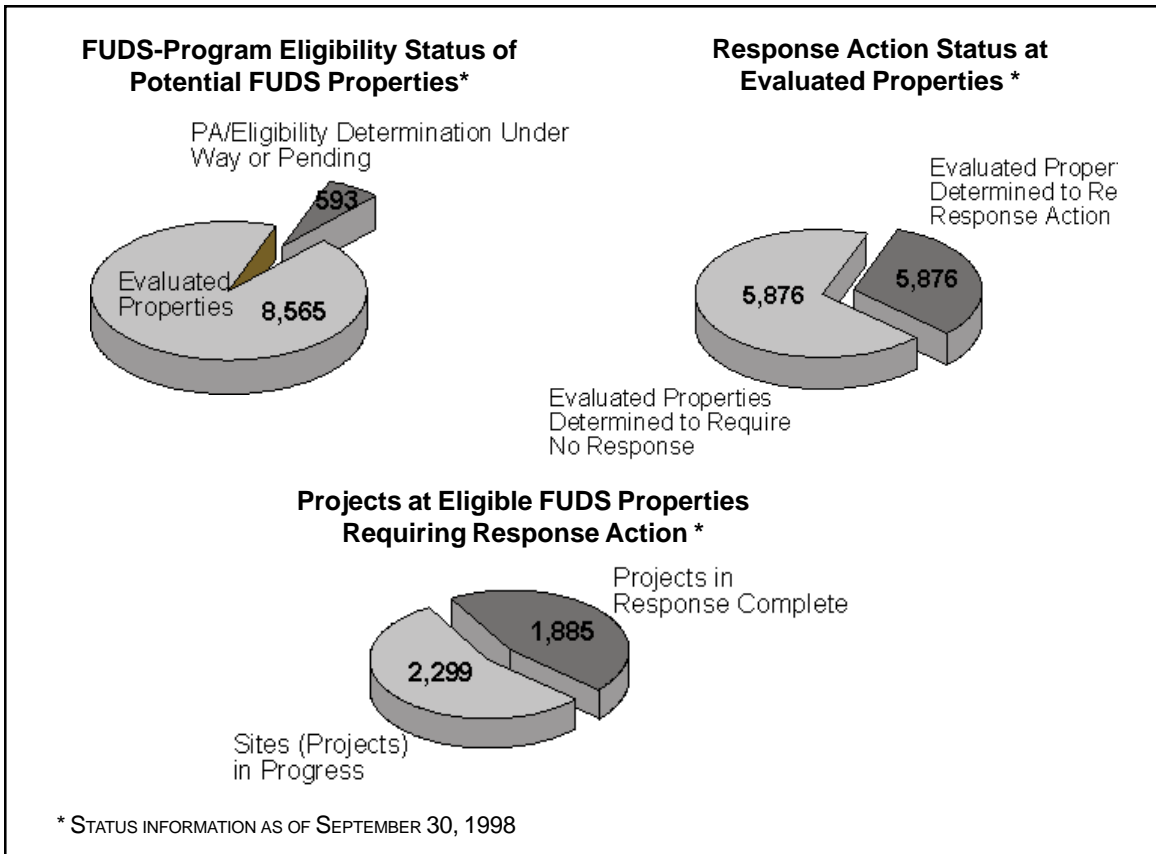 FUDS-Program Eligibility Status of
Potential FUDS Properties*
PA/Eligibility Determination Under
Way or Pending
593
Evaluated
Properties
8,565
Response Action Status at
Evaluated Properties *
Evaluated Proper
Determined to Re
Response Action
5,876
5,876
Evaluated Properties
Determined to Require
No Response
Projects at Eligible FUDS Properties
Requiring Response Action *
Projects in
Response Complete
1,885
2,299
Sites (Projects)
in Progress
* STATUS INFORMATION AS OF SEPTEMBER 30, 1998